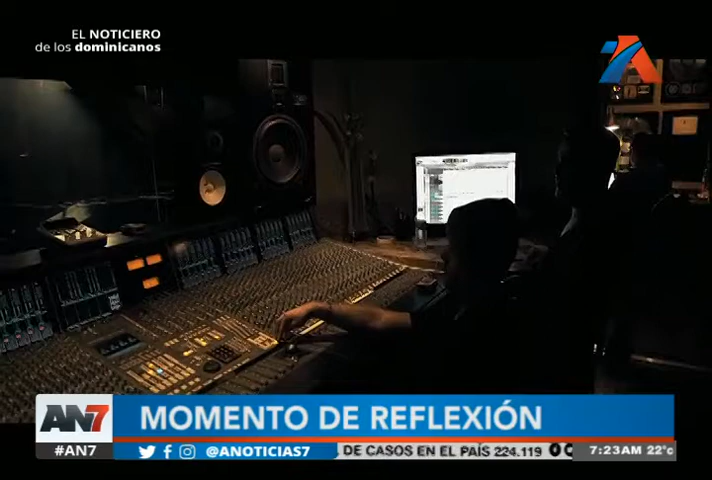 EL NOTICIERO
de los dominicanos
AN7
MOMENTO DE REFLEXIÓN
#AN7
@ANOTICIAS7
DE CASOS EN EL PAÍS 224.119
7:23AM 22°c